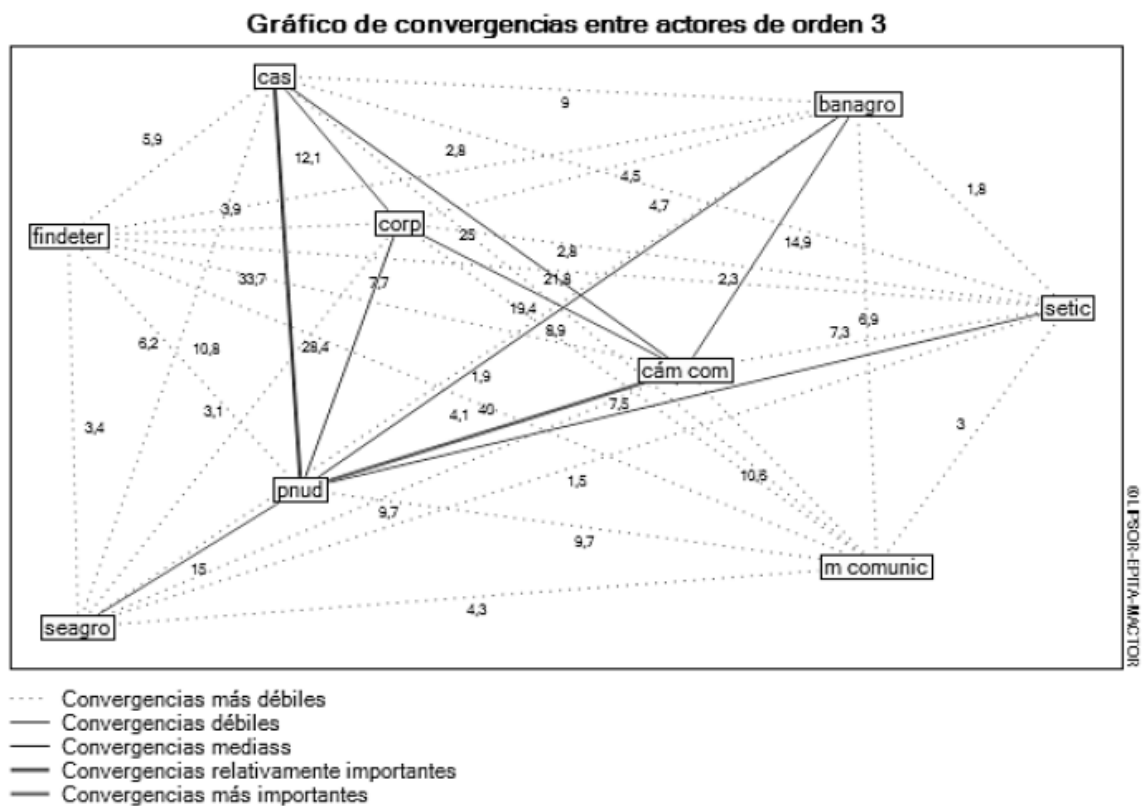 Gráfico de convergencias entre actores de orden 3
cas
9
banagro
5,9
12,1
2,8
4,5
1,8
3,9
4,7
findeter
corp
25
14,9
2,8
33,7
7,7
21,8
2,3
setic
19,4
6,9
8,9
7,3
6,2
10,8
28,4
cám com
1,9
7,5
3,4
3,1
4,1
40
3
pnud
1,5
10,6
9,7
9,7
m comunic
15
4,3
seagro
@LIPSOR-EPITA-MACTOR
Convergencias más débiles
Convergencias débiles
Convergencias mediass
Convergencias relativamente importantes
Convergencias más importantes